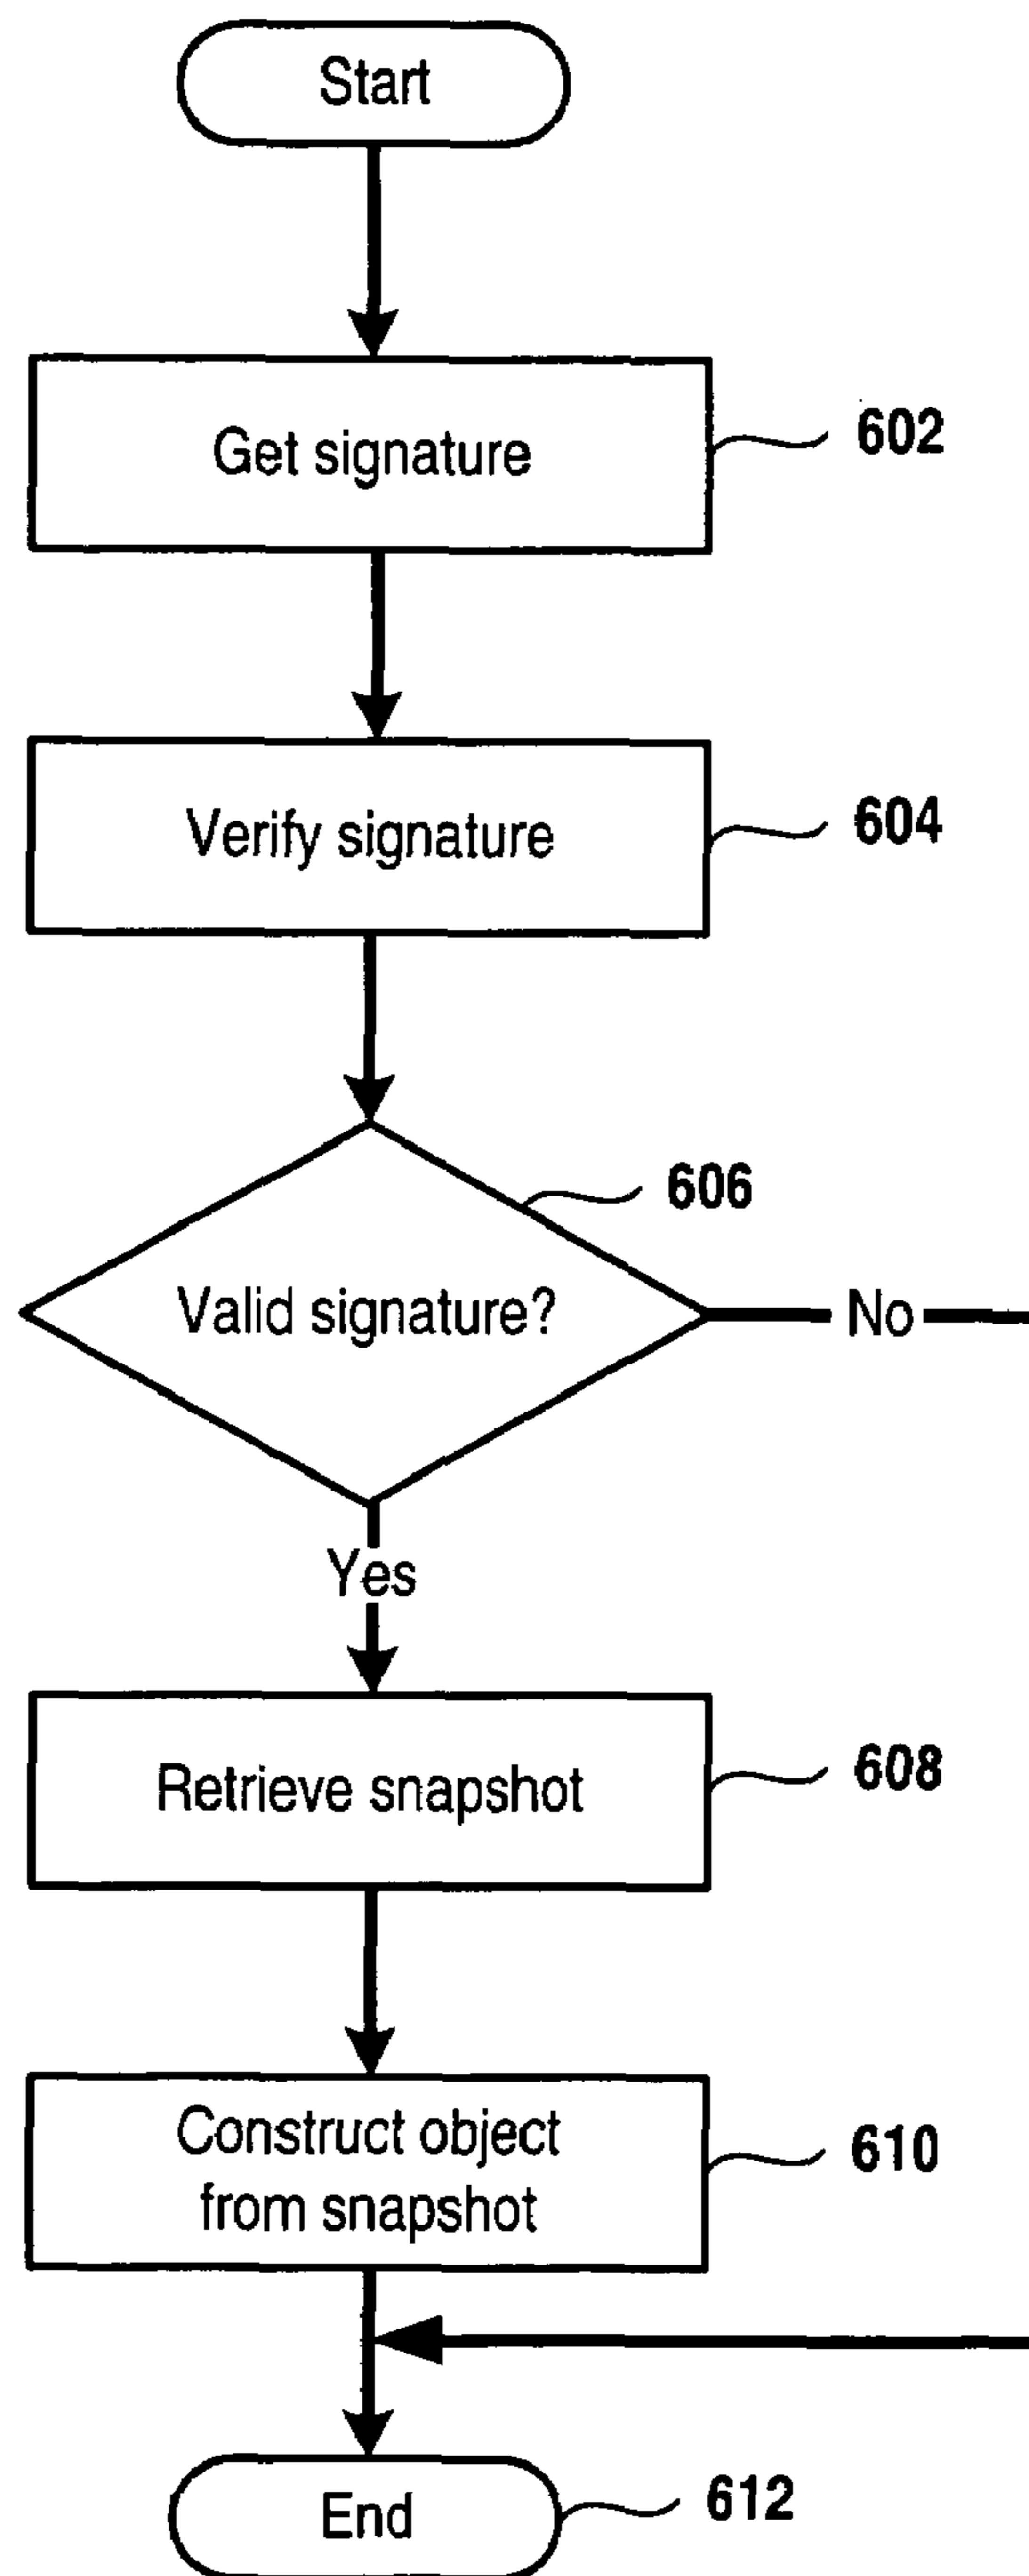 Start
Get signature
602
Verify signature
604
606
Valid signature?
No
Yes
Retrieve snapshot
608
Construct object
from snapshot
610
End
612